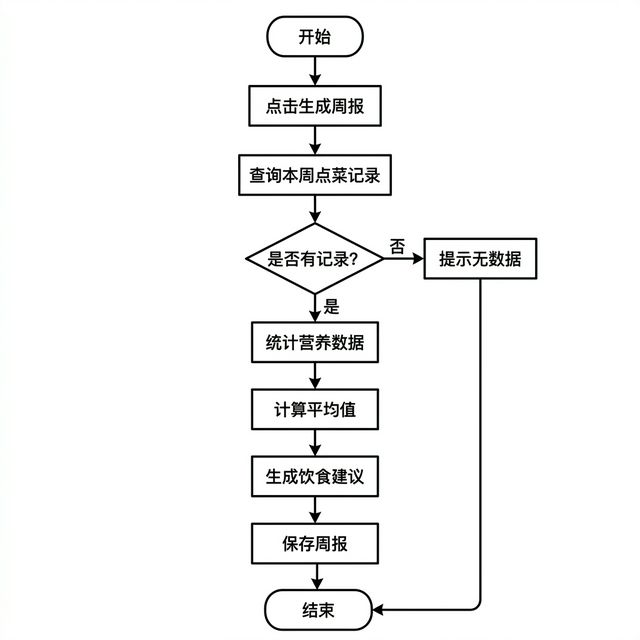 开始
点击生成周报
查询本周点菜记录
是否有记录?
否
提示无数据
是
统计营养数据
计算平均值
生成饮食建议
保存周报
结束